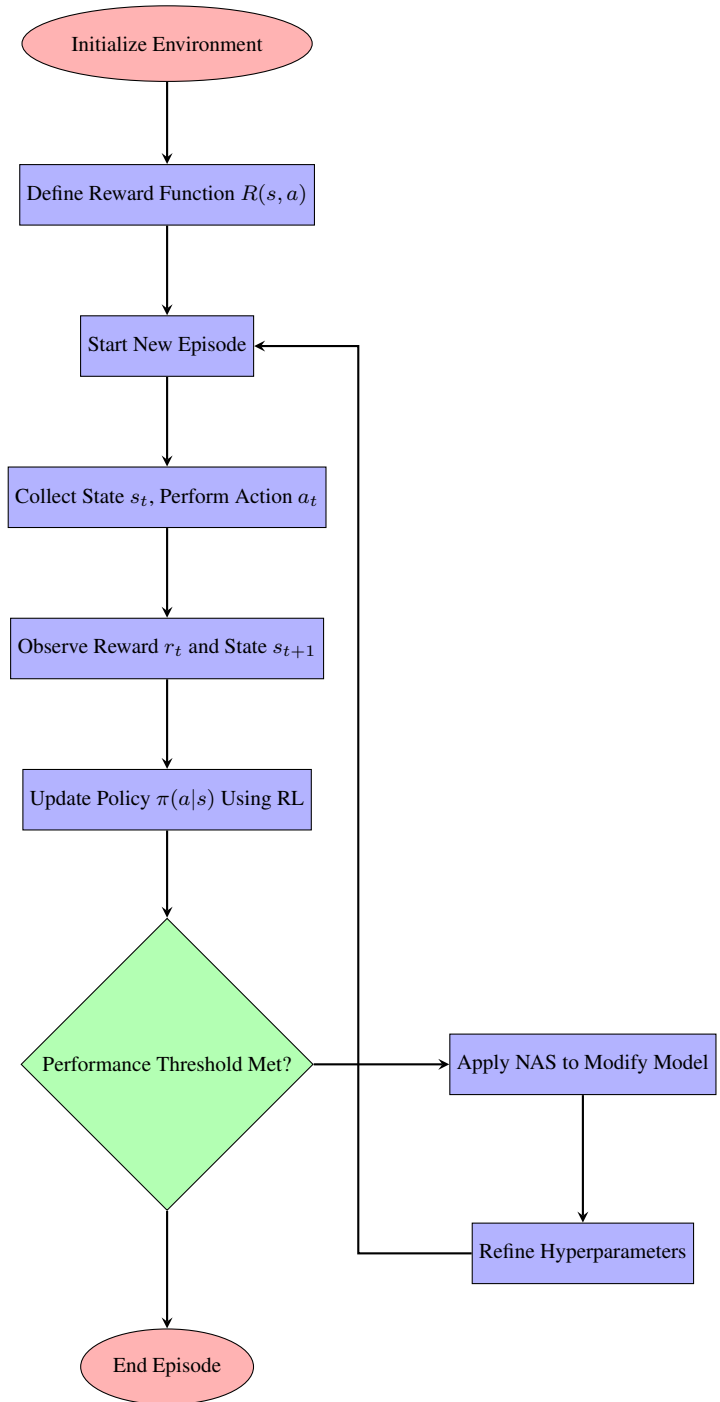 Initialize Environment
Define Reward Function R(s, a)
Start New Episode
Collect State s_t, Perform Action a_t
Observe Reward r_t and State s_{t+1}
Update Policy π(a|s) Using RL
Performance Threshold Met?
Apply NAS to Modify Model
Refine Hyperparameters
End Episode